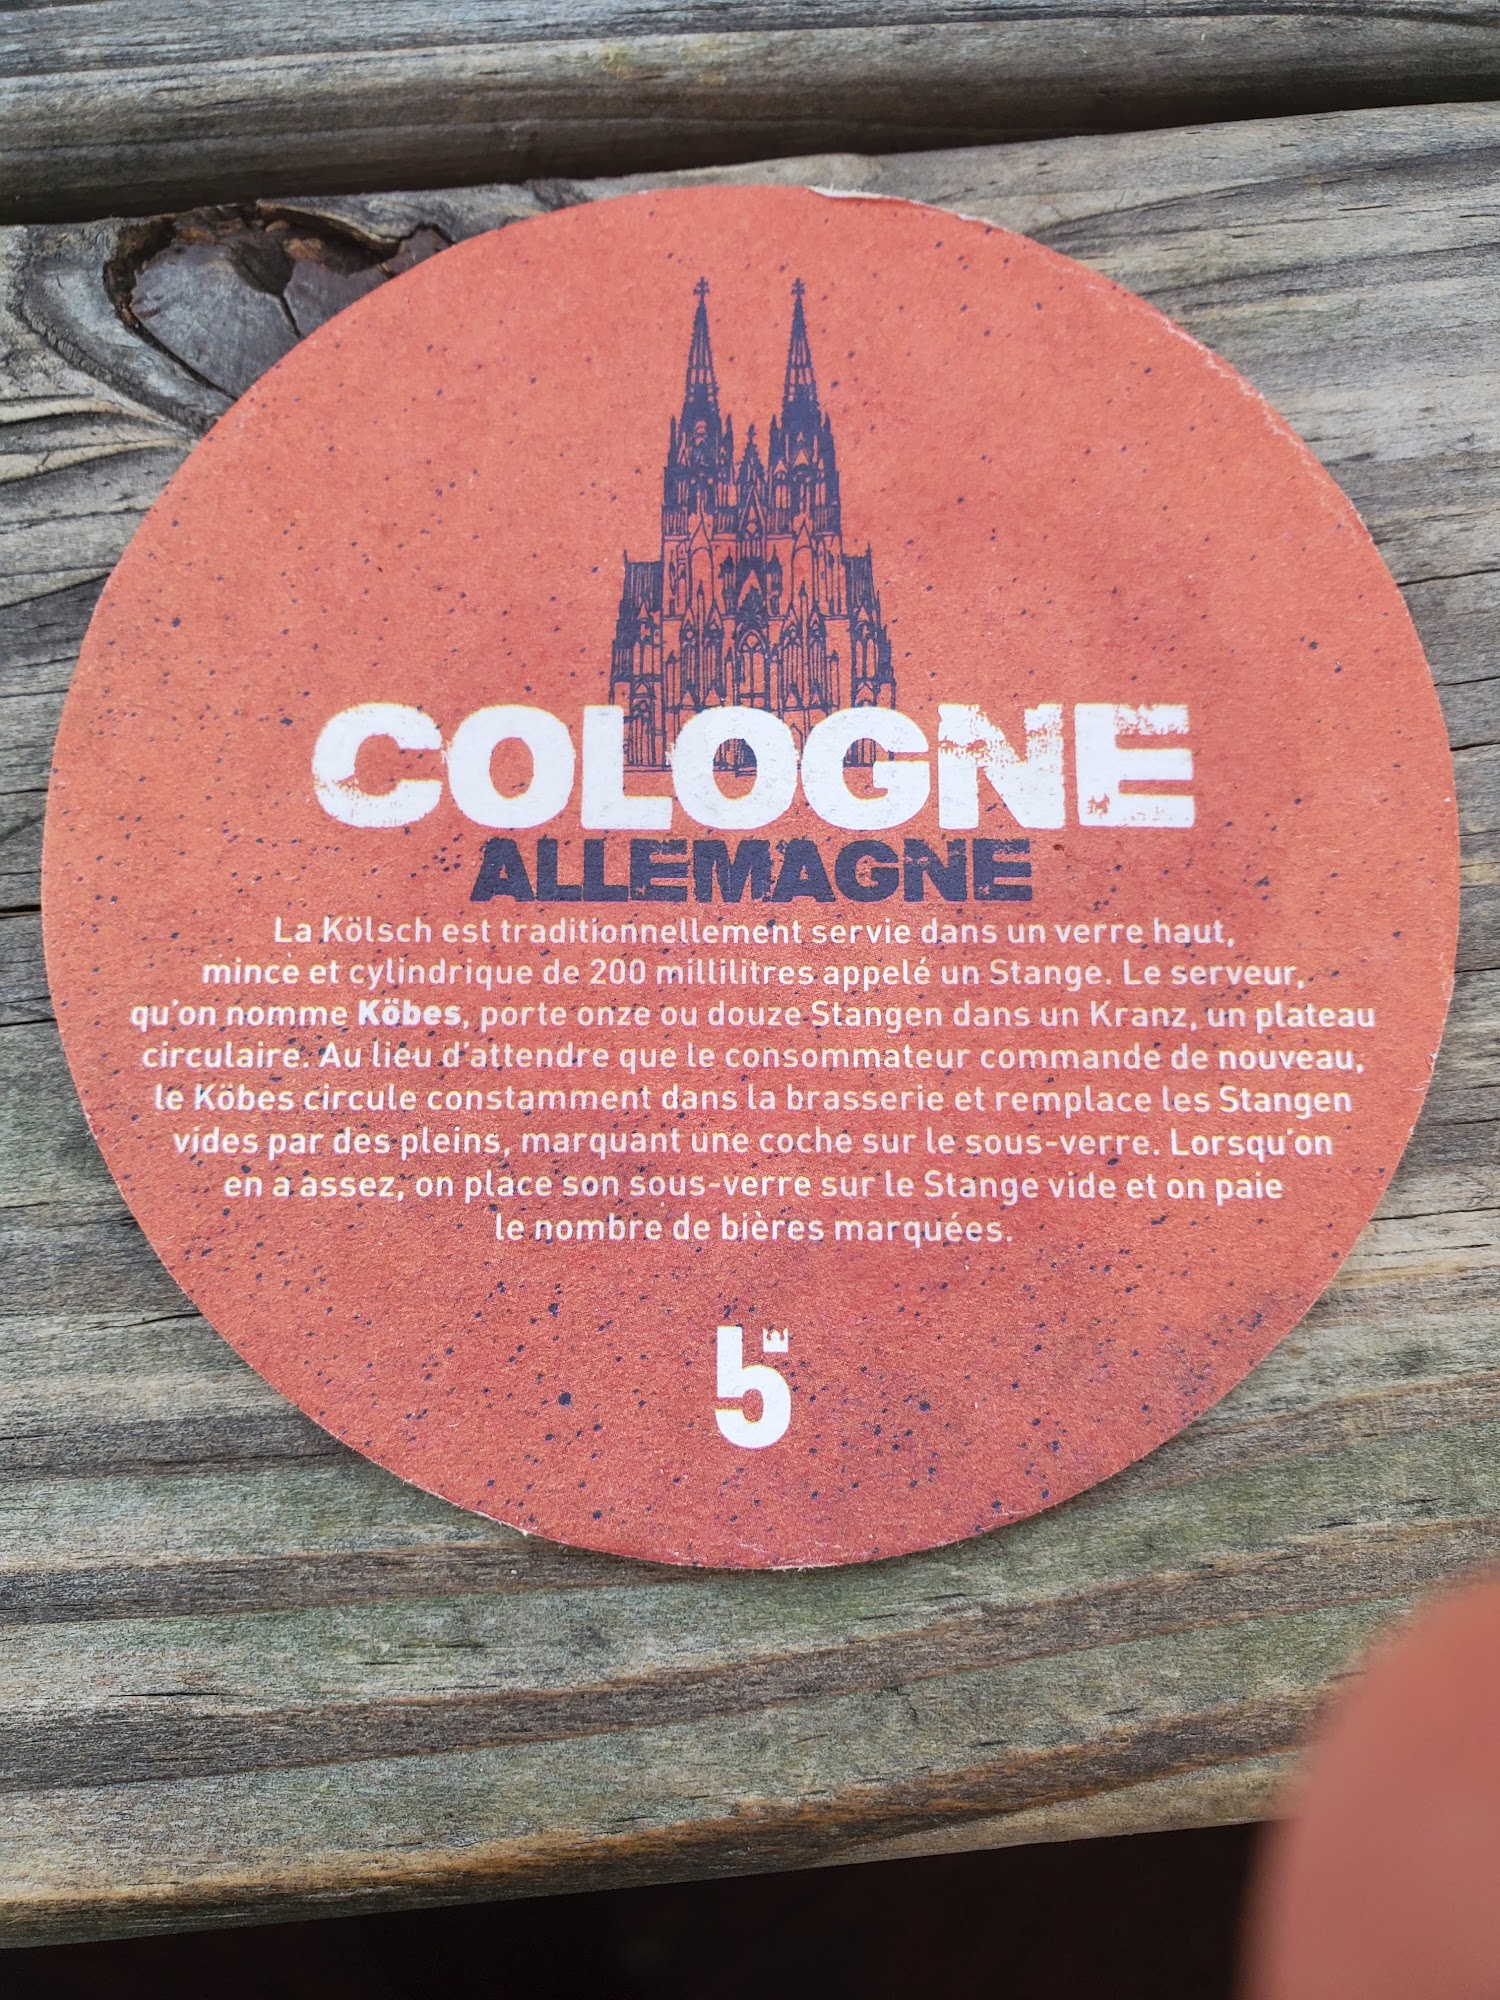 COLOGNE
ALLEMAGNE
La Kölsch est traditionnellement servie dans un verre haut,
mince et cylindrique de 200 millilitres appelé un Stange. Le serveur,
qu'on nomme Köbes, porte onze ou douze Stangen dans un Kranz, un plateau
circulaire. Au lieu d'attendre que le consommateur commande de nouveau,
le Köbes circule constamment dans la brasserie et remplace les Stangen
vides par des pleins, marquant une coche sur le sous-verre. Lorsqu'on
en a assez, on place son sous-verre sur le Stange vide et on paie
le nombre de bières marquées.
b